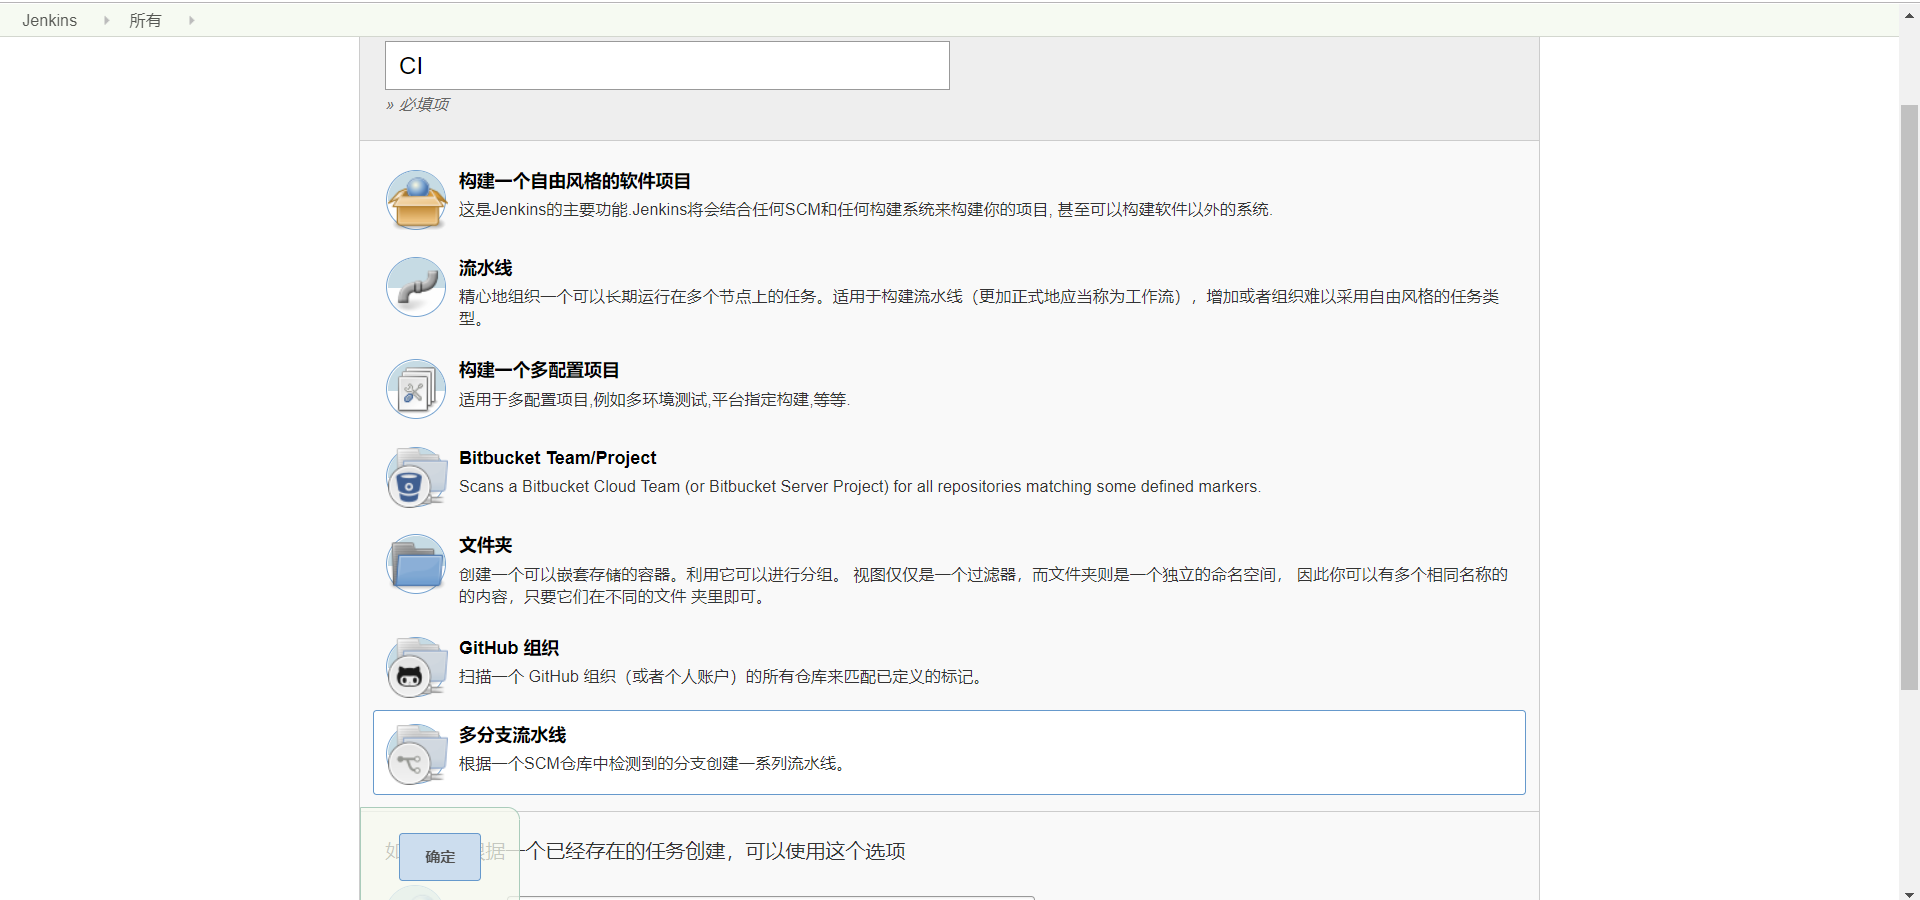 Jenkins
所有
CI
» 必填项
构建一个自由风格的软件项目
这是Jenkins的主要功能.Jenkins将会结合任何SCM和任何构建系统来构建你的项目, 甚至可以构建软件以外的系统.
流水线
精心地组织一个可以长期运行在多个节点上的任务。适用于构建流水线（更加正式地应当称为工作流），增加或者组织难以采用自由风格的任务类
型。
构建一个多配置项目
适用于多配置项目,例如多环境测试,平台指定构建,等等.
Bitbucket Team/Project
Scans a Bitbucket Cloud Team (or Bitbucket Server Project) for all repositories matching some defined markers.
文件夹
创建一个可以嵌套存储的容器。利用它可以进行分组。 视图仅仅是一个过滤器，而文件夹则是一个独立的命名空间， 因此你可以有多个相同名称的
的内容，只要它们在不同的文件 夹里即可。
GitHub 组织
扫描一个 GitHub 组织（或者个人账户）的所有仓库来匹配已定义的标记。
多分支流水线
根据一个SCM仓库中检测到的分支创建一系列流水线。
如 据一个已经存在的任务创建，可以使用这个选项
确定